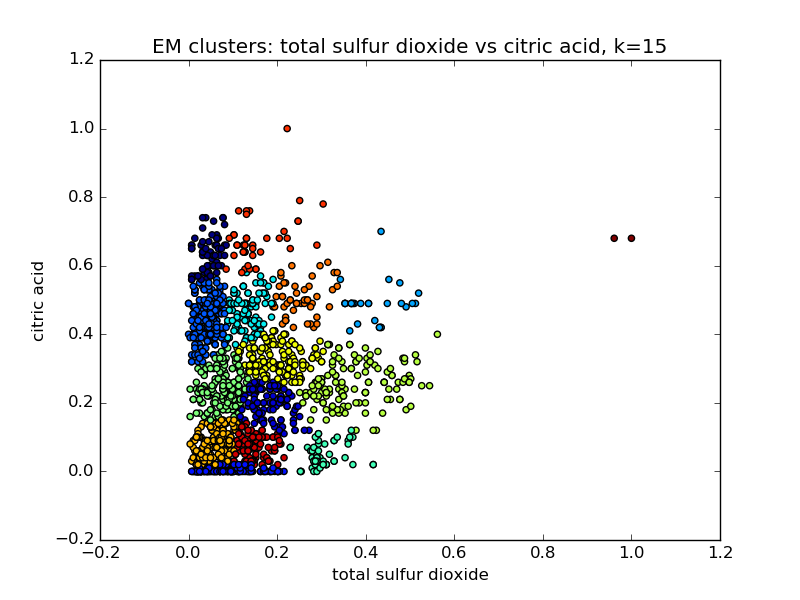 EM clusters: total sulfur dioxide vs citric acid, k=15
1.2
1.0
0.8
0.6
0.4
0.2
0.0
−0.2
citric acid
−0.2 0.0 0.2 0.4 0.6 0.8 1.0 1.2
total sulfur dioxide